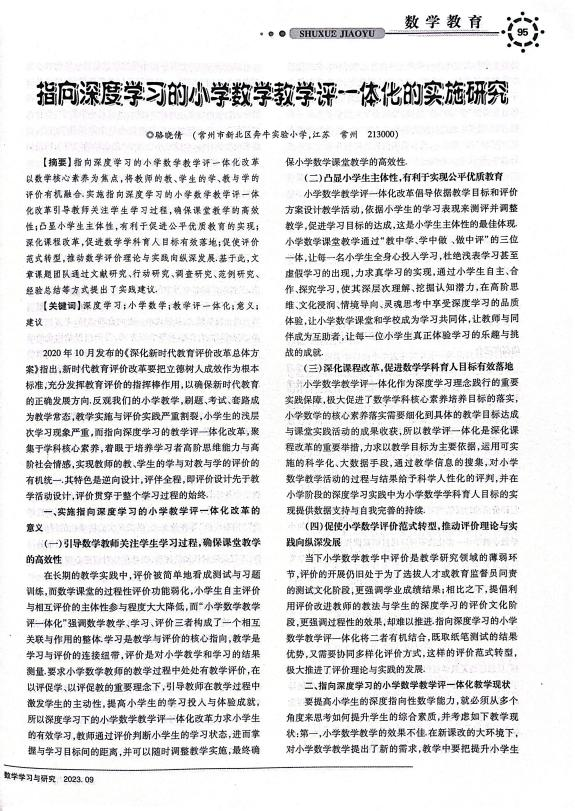 数学教育
SHUXUE JIAOYU
95
指向深度学习的小学数学教学评一体化的实施研究
◎骆晓倩 (常州市新北区奔牛实验小学,江苏 常州 213000)
【摘要】指向深度学习的小学数学教学评一体化改革
以数学核心素养为焦点,将教师的教、学生的学、教与学的
评价有机融合.实施指向深度学习的小学数学教学评一体
化改革引导教师关注学生学习过程,确保课堂教学的高效
性;凸显小学生主体性,有利于促进公平优质教育的实现;
深化课程改革,促进数学学科育人目标有效落地;促使评价
范式转型,推动数学评价理论与实践向纵深发展.基于此,文
章课题团队通过文献研究、行动研究、调查研究、范例研究、
经验总结等方式提出了实践建议.
【关键词】深度学习;小学数学;教学评一体化;意义;
建议
2020 年 10 月发布的《深化新时代教育评价改革总体方
案》指出,新时代教育评价改革要把立德树人成效作为根本
标准,充分发挥教育评价的指挥棒作用,以确保新时代教育
的正确发展方向.反观我们的小学教学,刷题、考试、套路成
为教学常态,教学实施与评价实践严重割裂,小学生的浅层
次学习现象严重,而指向深度学习的教学评一体化改革,聚
集于学科核心素养,着眼于培养学习者高阶思维能力与高
阶社会情感,实现教师的教、学生的学与对教与学的评价的
有机统一.其特色是逆向设计,评伴全程,即评价设计先于教
学活动设计,评价贯穿于整个学习过程的始终.
一、实施指向深度学习的小学数学教学评一体化改革的
意义
(一)引导数学教师关注学生学习过程,确保课堂教学
的高效性
在长期的教学实践中,评价被简单地看成测试与习题
训练,而数学课堂的过程性评价功能弱化,小学生自主评价
与相互评价的主体性参与程度大大降低,而“小学数学教学
评一体化”强调数学教学、学习、评价三者构成了一个相互
关联与作用的整体.学习是教学与评价的核心指向,教学是
学习与评价的连接纽带,评价是对小学教学和学习的结果
测量.要求小学数学教师的教学过程中处处有教学评价,在
以评促学、以评促教的重要理念下,引导教师在教学过程中
激发学生的主动性,提高小学生的学习投入与体验成就,
所以深度学习下的小学数学教学评一体化改革力求小学生
的有效学习,教师通过评价判断小学生的学习状态,进而掌
握与学习目标间的距离,并可以随时调整教学实施,最终确
保小学数学课堂教学的高效性.
(二)凸显小学生主体性,有利于实现公平优质教育
小学数学教学评一体化改革倡导依据教学目标和评价
方案设计教学活动,依据小学生的学习表现来测评并调整
教学,促进学习目标的达成,这是小学生主体性的最佳体现.
小学数学课堂教学通过“教中学、学中做、做中评”的三位
一体,让每一名小学生全身心投入学习,杜绝浅表学习甚至
虚假学习的出现,力求真学习的实现,通过小学生自主、合
作、探究学习,使其深层次理解、挖掘认知潜力,在高阶思
维、文化浸润、情境导向、灵魂思考中享受深度学习的品质
体验,让小学数学课堂和学校成为学习共同体,让教师与同
伴成为互助者,让每一位小学生真正体验学习的乐趣与挑
战的成就.
(三)深化课程改革,促进数学学科育人目标有效落地
小学数学教学评一体化作为深度学习理念践行的重要
实践保障,极大促进了数学学科核心素养培养目标的落实,
小学数学的核心素养落实需要细化到具体的教学目标达成
与课堂实践活动的成果收获,所以教学评一体化是深化课
程改革的重要举措,力求以教学目标为主要依据,运用可实
施的科学化、大数据手段,通过教学信息的搜集,对小学
数学教学活动的过程与结果给予科学人性化的评判,并在
小学阶段的深度学习实践中为小学数学学科育人目标的实
现提供数据支持与自我完善的持续.
(四)促使小学数学评价范式转型,推动评价理论与实
践向纵深发展
当下小学数学教学中评价是教学研究领域的薄弱环
节,评价的开展仍旧处于为了选拔人才或教育监督员问责
的测试文化阶段,更强调学业成绩结果;相比之下,提倡利
用评价改进教师的教法与学生的深度学习的评价文化阶
段,更强调过程性的效果,却难以推进.指向深度学习的小学
数学教学评一体化将二者有机结合,既取纸笔测试的结果
优势,又需要协同多样化评价方式,这样的评价范式转型,
极大推进了评价理论与实践的发展.
二、指向深度学习的小学数学教学评一体化教学现状
要提高小学生的深度指向性数学能力,就必须从多个
角度来思考如何提升学生的综合素质,并考虑如下教学现
状:第一,小学数学教学的效果不佳.在新课改的大环境下,
对小学数学教学提出了新的需求,教学中要把提升小学生
数学学习与研究 2023.09